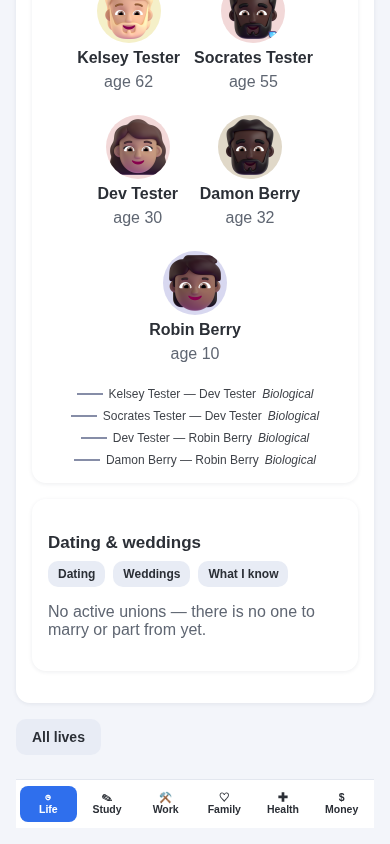 Kelsey Tester
Socrates Tester
age 62
age 55
Dev Tester
Damon Berry
age 30
age 32
Robin Berry
age 10
Kelsey Tester — Dev Tester Biological
Socrates Tester — Dev Tester Biological
Dev Tester — Robin Berry Biological
Damon Berry — Robin Berry Biological
Dating & weddings
Dating
Weddings
What I know
No active unions — there is no one to
marry or part from yet.
All lives
Life
Study
Work
Family
Health
$
Money